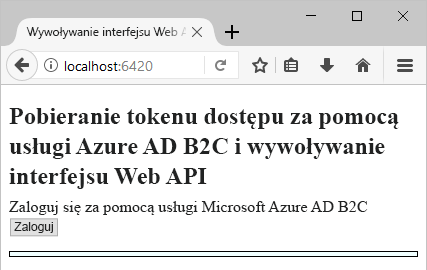 Wywoływanie interfejsu Web A
localhost:6420
Pobieranie tokenu dostępu za pomocą
usługi Azure AD B2C i wywoływanie
interfejsu Web API
Zaloguj się za pomocą usługi Microsoft Azure AD B2C
Zaloguj